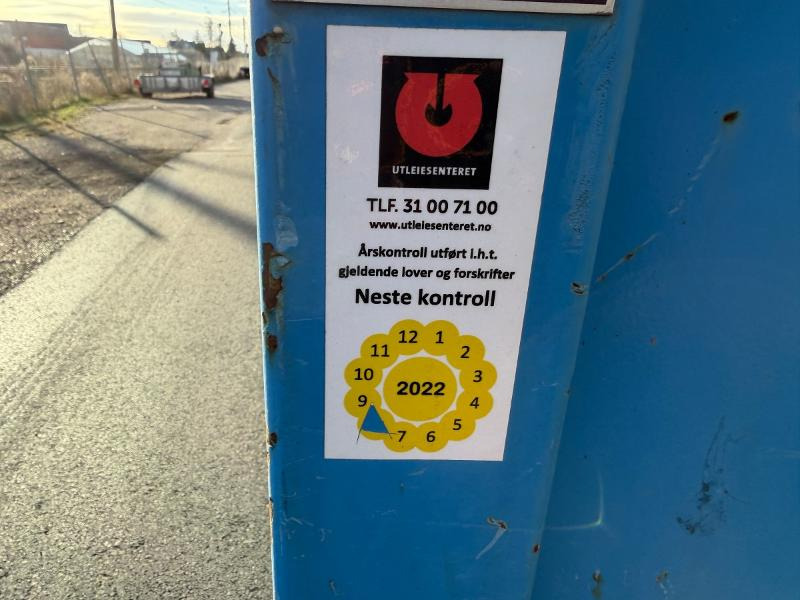 UTLEIESENTERET
TLF. 31 00 71 00
www.utleiesenteret.no
Årskontroll utført i.h.t.
gjeldende lover og forskrifter
Neste kontroll
12 1
11 2
10 2022 3
9 4
7 6 5